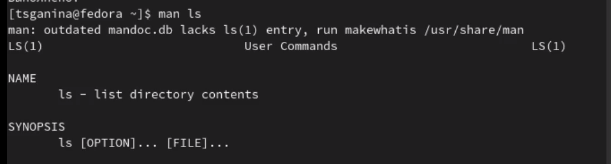 [tsganina@fedora ~]$ man ls
man: outdated mandoc.db lacks ls(1) entry, run makewhatis /usr/share/man
LS(1) User Commands LS(1)
NAME
ls - list directory contents
SYNOPSIS
ls [OPTION]... [FILE]...